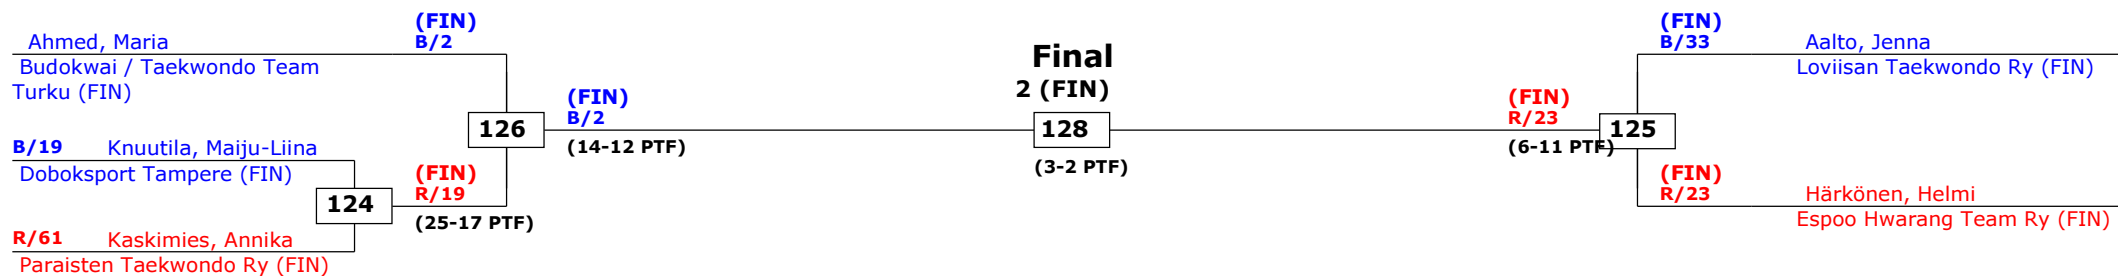 (FIN)
B/2
Ahmed, Maria
Budokwai / Taekwondo Team
Turku (FIN)
126
(FIN)
B/2
(14-12 PTF)
B/19 Knuutila, Maiju-Liina
Doboksport Tampere (FIN)
124
(FIN)
R/19
(25-17 PTF)
R/61 Kaskimies, Annika
Paraisten Taekwondo Ry (FIN)
Final
2 (FIN)
128
(3-2 PTF)
(FIN)
B/33
Aalto, Jenna
Loviisan Taekwondo Ry (FIN)
(FIN)
R/23
125
(6-11 PTF)
(FIN)
R/23
Härkönen, Helmi
Espoo Hwarang Team Ry (FIN)